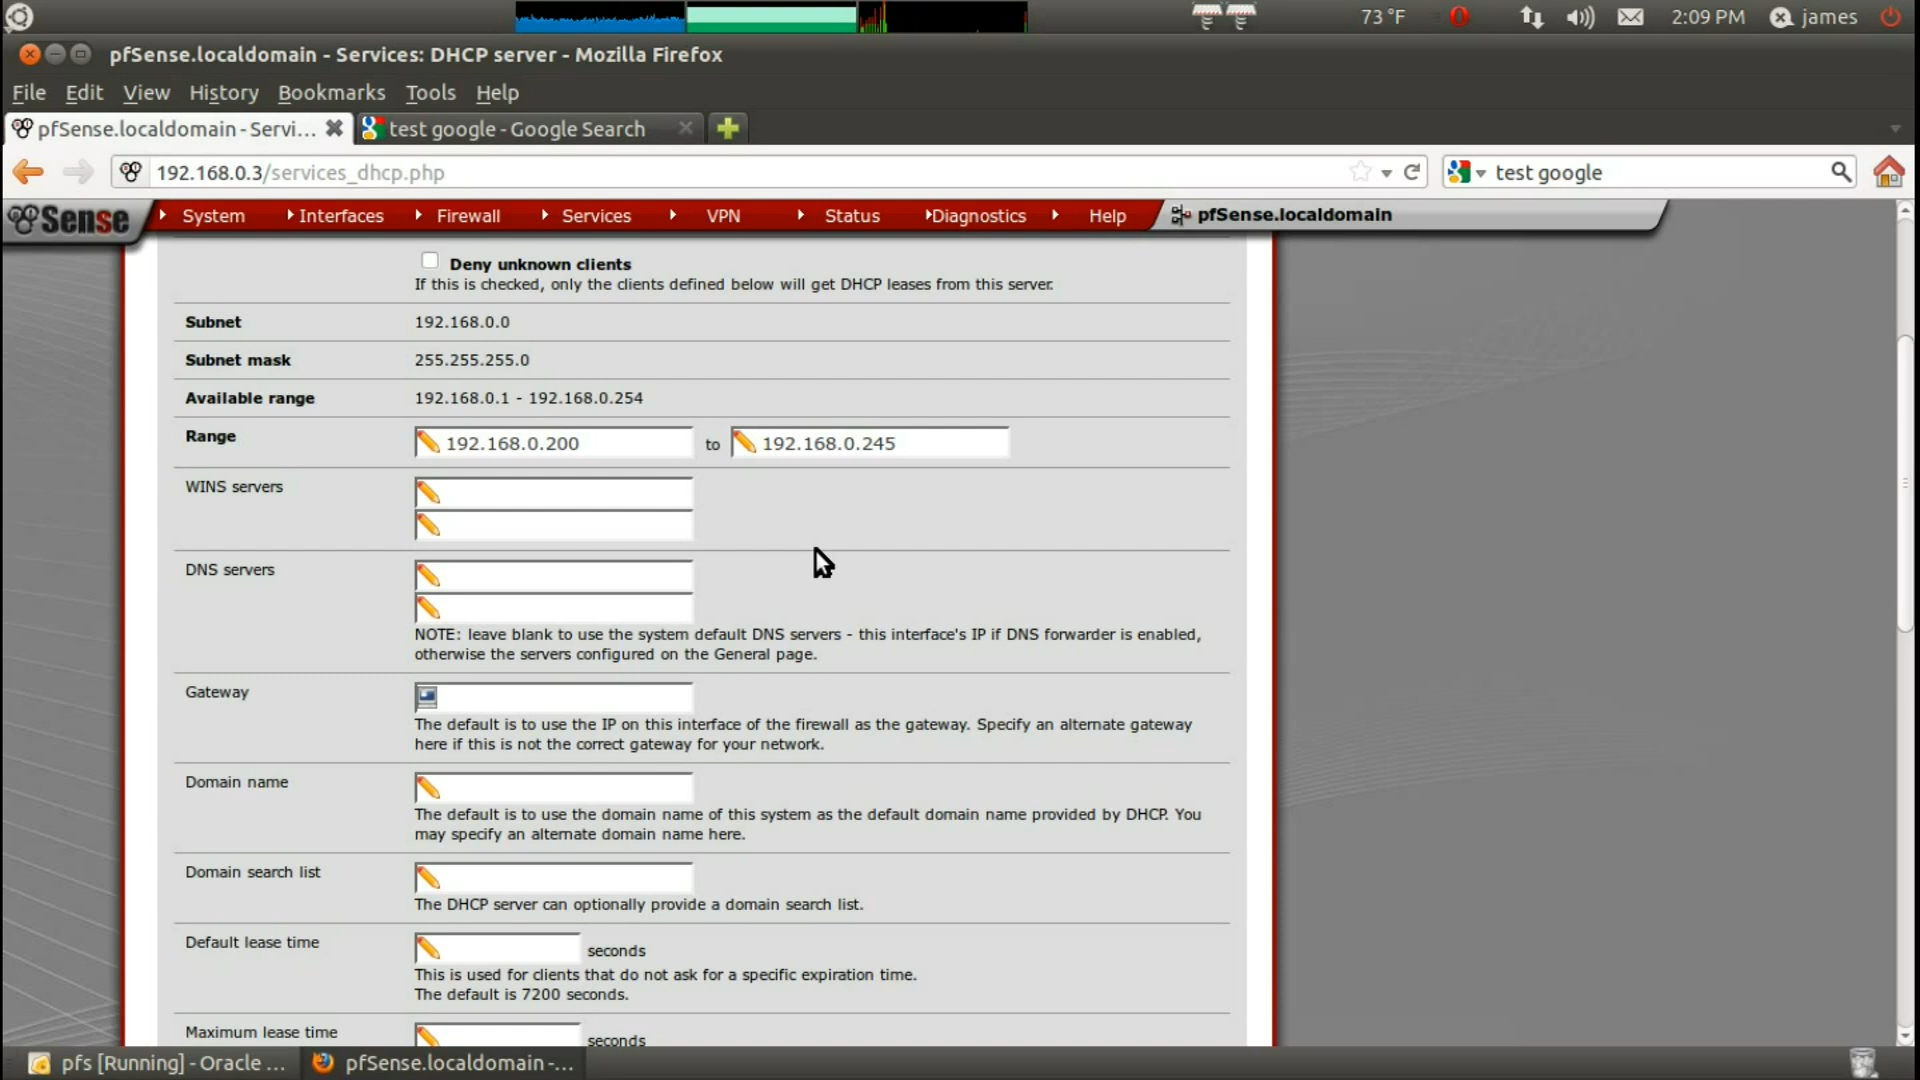 73 °F
2:09 PM
james
pfSense.localdomain - Services: DHCP server - Mozilla Firefox
File Edit View History Bookmarks Tools Help
pfSense.localdomain - Servi...
test google - Google Search
192.168.0.3/services_dhcp.php
test google
Sense
System Interfaces Firewall Services VPN Status Diagnostics Help
pfSense.localdomain
Deny unknown clients
If this is checked, only the clients defined below will get DHCP leases from this server.
Subnet 192.168.0.0
Subnet mask 255.255.255.0
Available range 192.168.0.1 - 192.168.0.254
Range 192.168.0.200 to 192.168.0.245
WINS servers
DNS servers
NOTE: leave blank to use the system default DNS servers - this interface's IP if DNS forwarder is enabled,
otherwise the servers configured on the General page.
Gateway
The default is to use the IP on this interface of the firewall as the gateway. Specify an alternate gateway
here if this is not the correct gateway for your network.
Domain name
The default is to use the domain name of this system as the default domain name provided by DHCP. You
may specify an alternate domain name here.
Domain search list
The DHCP server can optionally provide a domain search list.
Default lease time seconds
This is used for clients that do not ask for a specific expiration time.
The default is 7200 seconds.
Maximum lease time seconds
pfs [Running] - Oracle ...
pfSense.localdomain -...